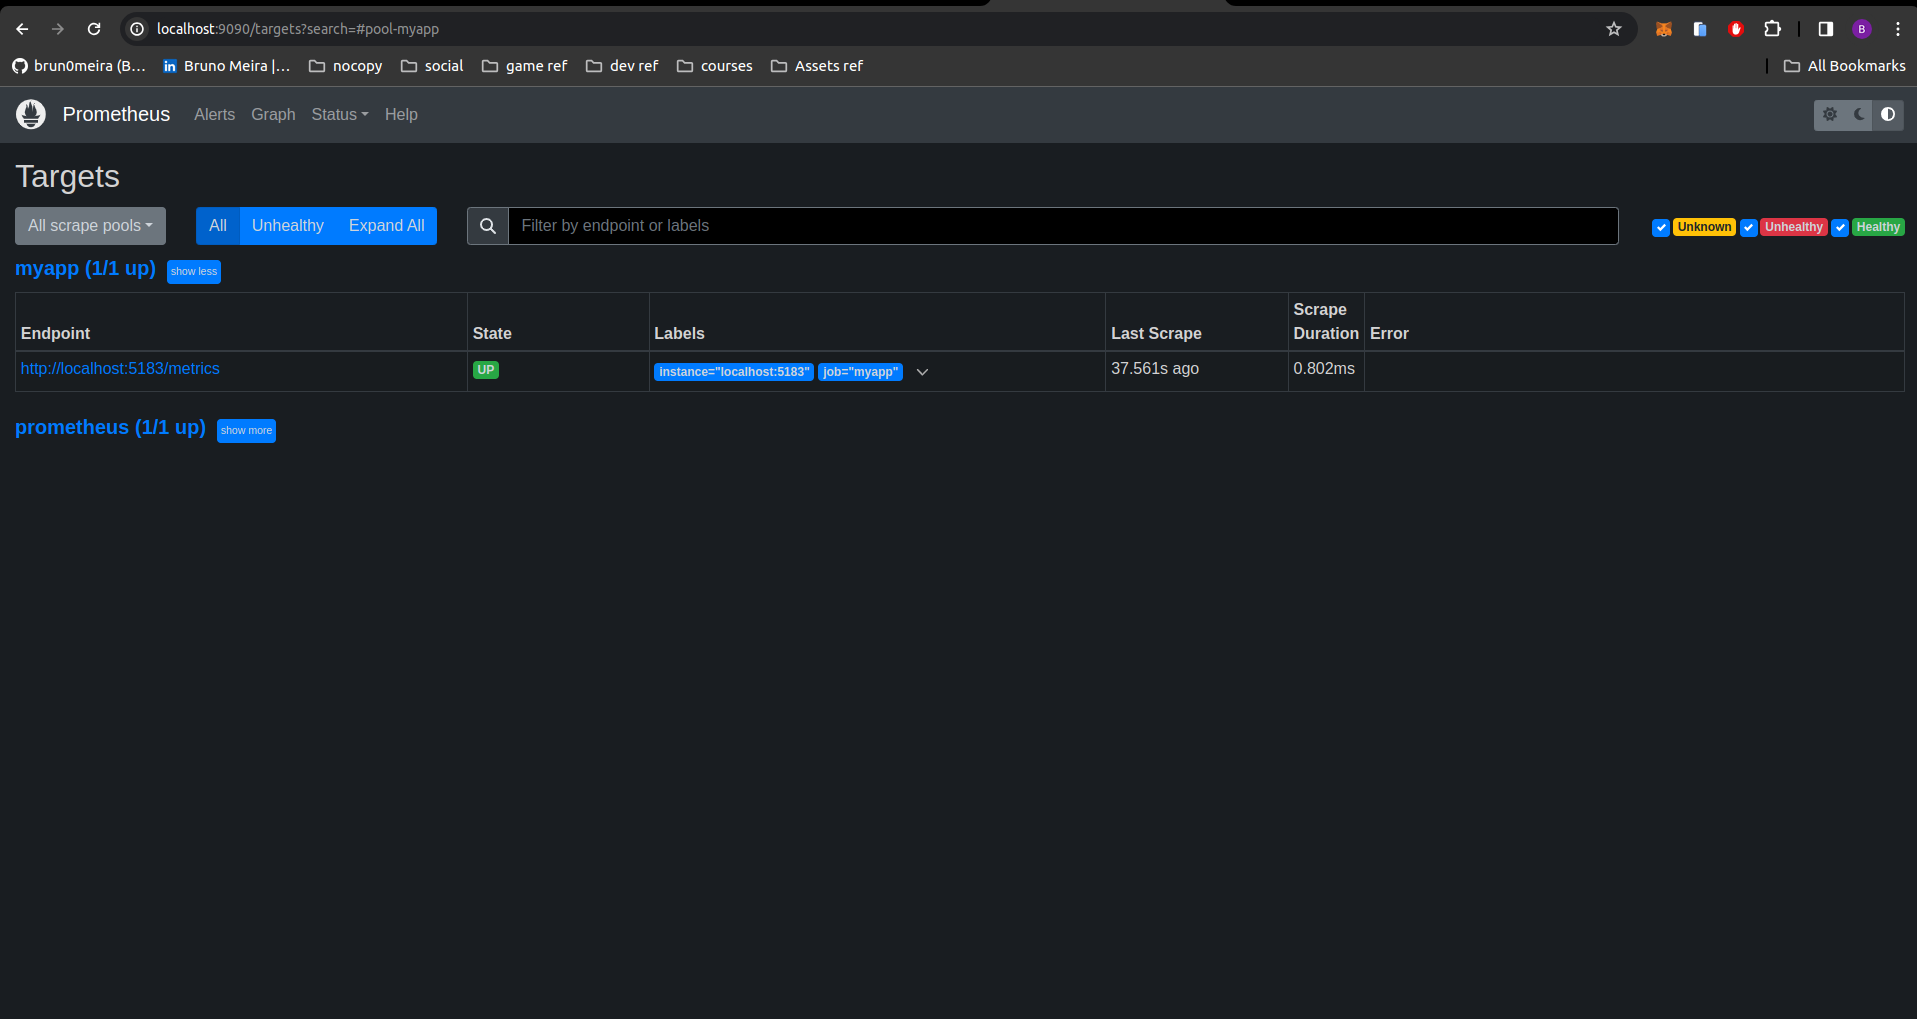 localhost:9090/targets?search=#pool-myapp
B
brun0meira (B... in Bruno Meira |... nocopy social game ref dev ref courses Assets ref All Bookmarks
Prometheus Alerts Graph Status Help
Targets
All scrape pools All Unhealthy Expand All Filter by endpoint or labels Unknown Unhealthy Healthy
myapp (1/1 up) show less
Endpoint State Labels Last Scrape Scrape Duration Error
http://localhost:5183/metrics UP instance="localhost:5183" job="myapp" 37.561s ago 0.802ms
prometheus (1/1 up) show more